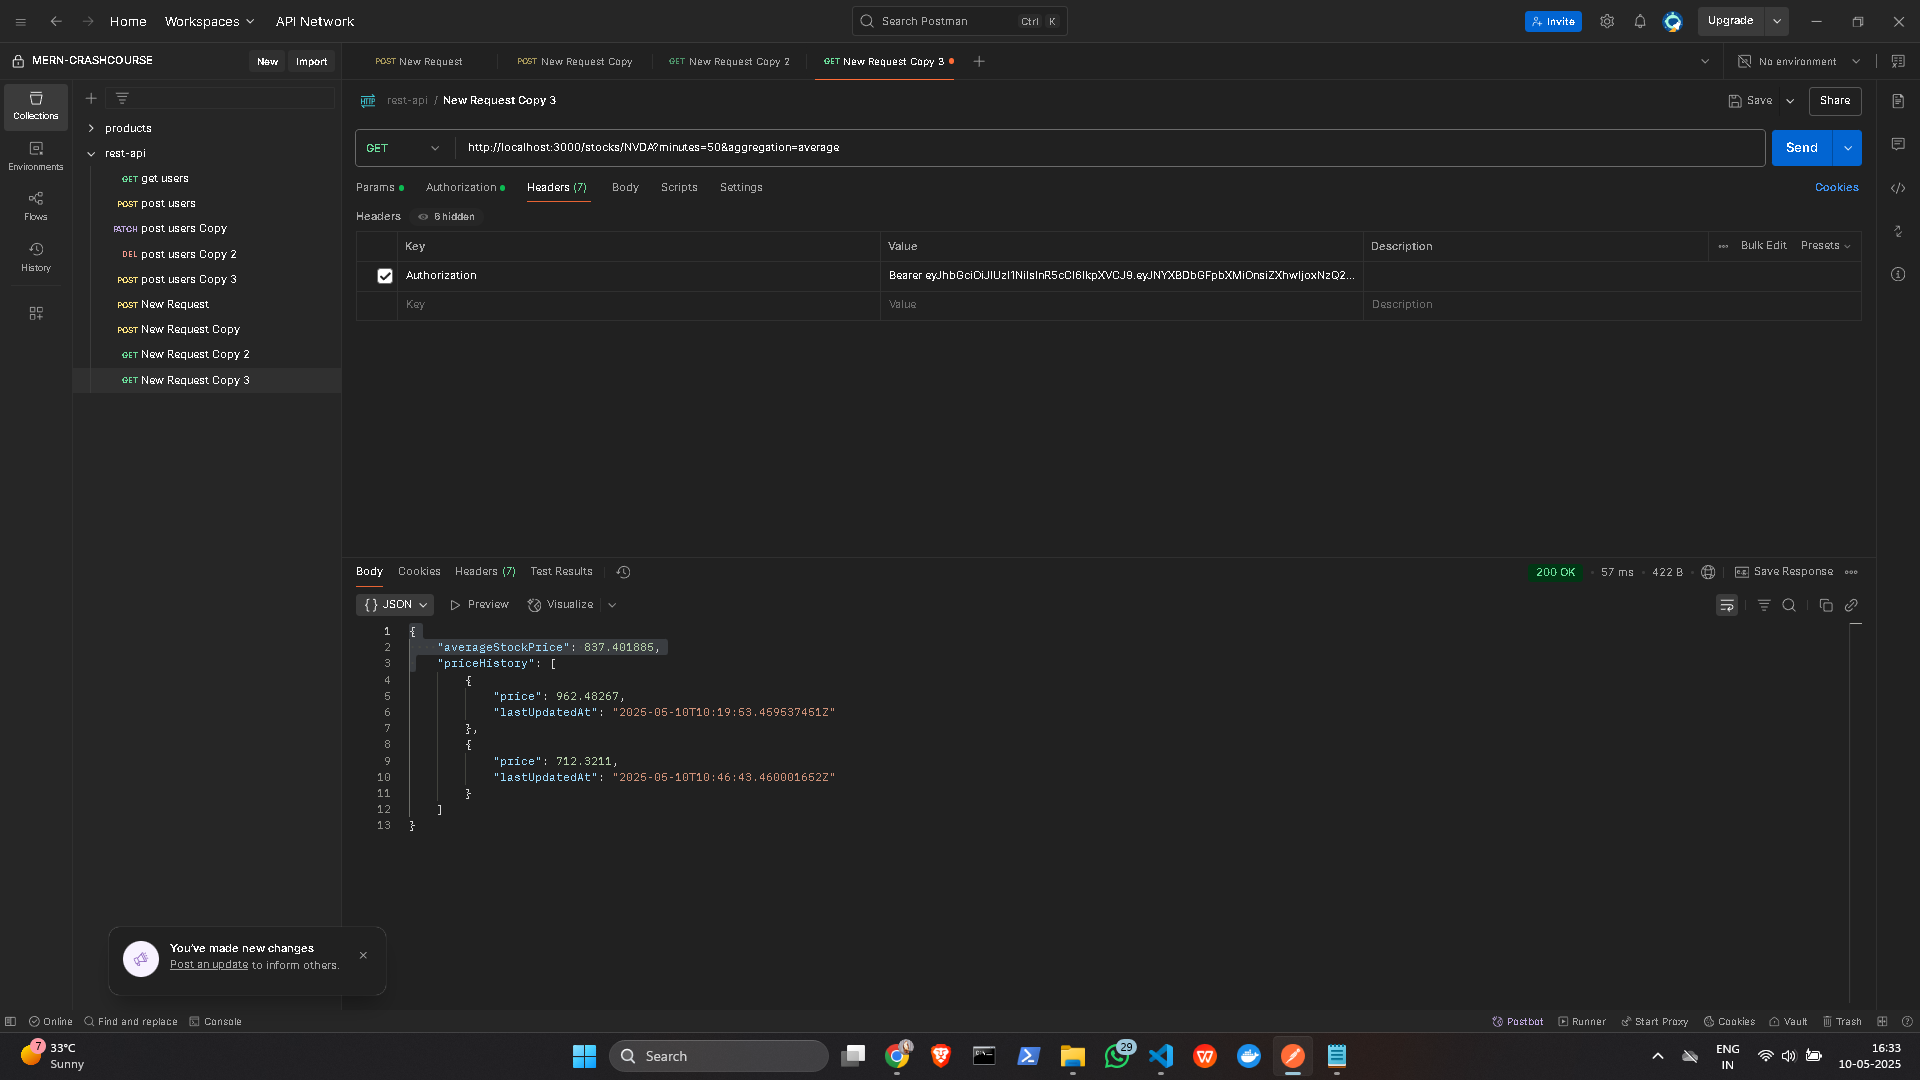 Home Workspaces API Network Search Postman Ctrl K Invite Upgrade
MERN-CRASHCOURSE New Import
POST New Request POST New Request Copy GET New Request Copy 2 GET New Request Copy 3 No environment
Collections
Environments
Flows
History
products
rest-api
GET get users
POST post users
PATCH post users Copy
DEL post users Copy 2
POST post users Copy 3
POST New Request
POST New Request Copy
GET New Request Copy 2
GET New Request Copy 3
HTTP rest-api / New Request Copy 3 Save Share
GET http://localhost:3000/stocks/NVDA?minutes=50&aggregation=average Send
Params Authorization Headers (7) Body Scripts Settings Cookies
Headers 6 hidden
Key Value Description Bulk Edit Presets
Authorization Bearer eyJhbGciOiJIUzI1NiIsInR5cCI6IkpXVCJ9.eyJNYXBDbGFpbXMiOnsiZXhwIjoxNzQ2...
Key Value Description
Body Cookies Headers (7) Test Results 200 OK 57 ms 422 B Save Response
{} JSON Preview Visualize
1 {
2 "averageStockPrice": 837.401885,
3 "priceHistory": [
4 {
5 "price": 962.48267,
6 "lastUpdatedAt": "2025-05-10T10:19:53.459537451Z"
7 },
8 {
9 "price": 712.3211,
10 "lastUpdatedAt": "2025-05-10T10:46:43.460001652Z"
11 }
12 ]
13 }
You've made new changes
Post an update to inform others.
Online Find and replace Console Postbot Runner Start Proxy Cookies Vault Trash
7 33°C
Sunny
Search
29
ENG
IN
16:33
10-05-2025